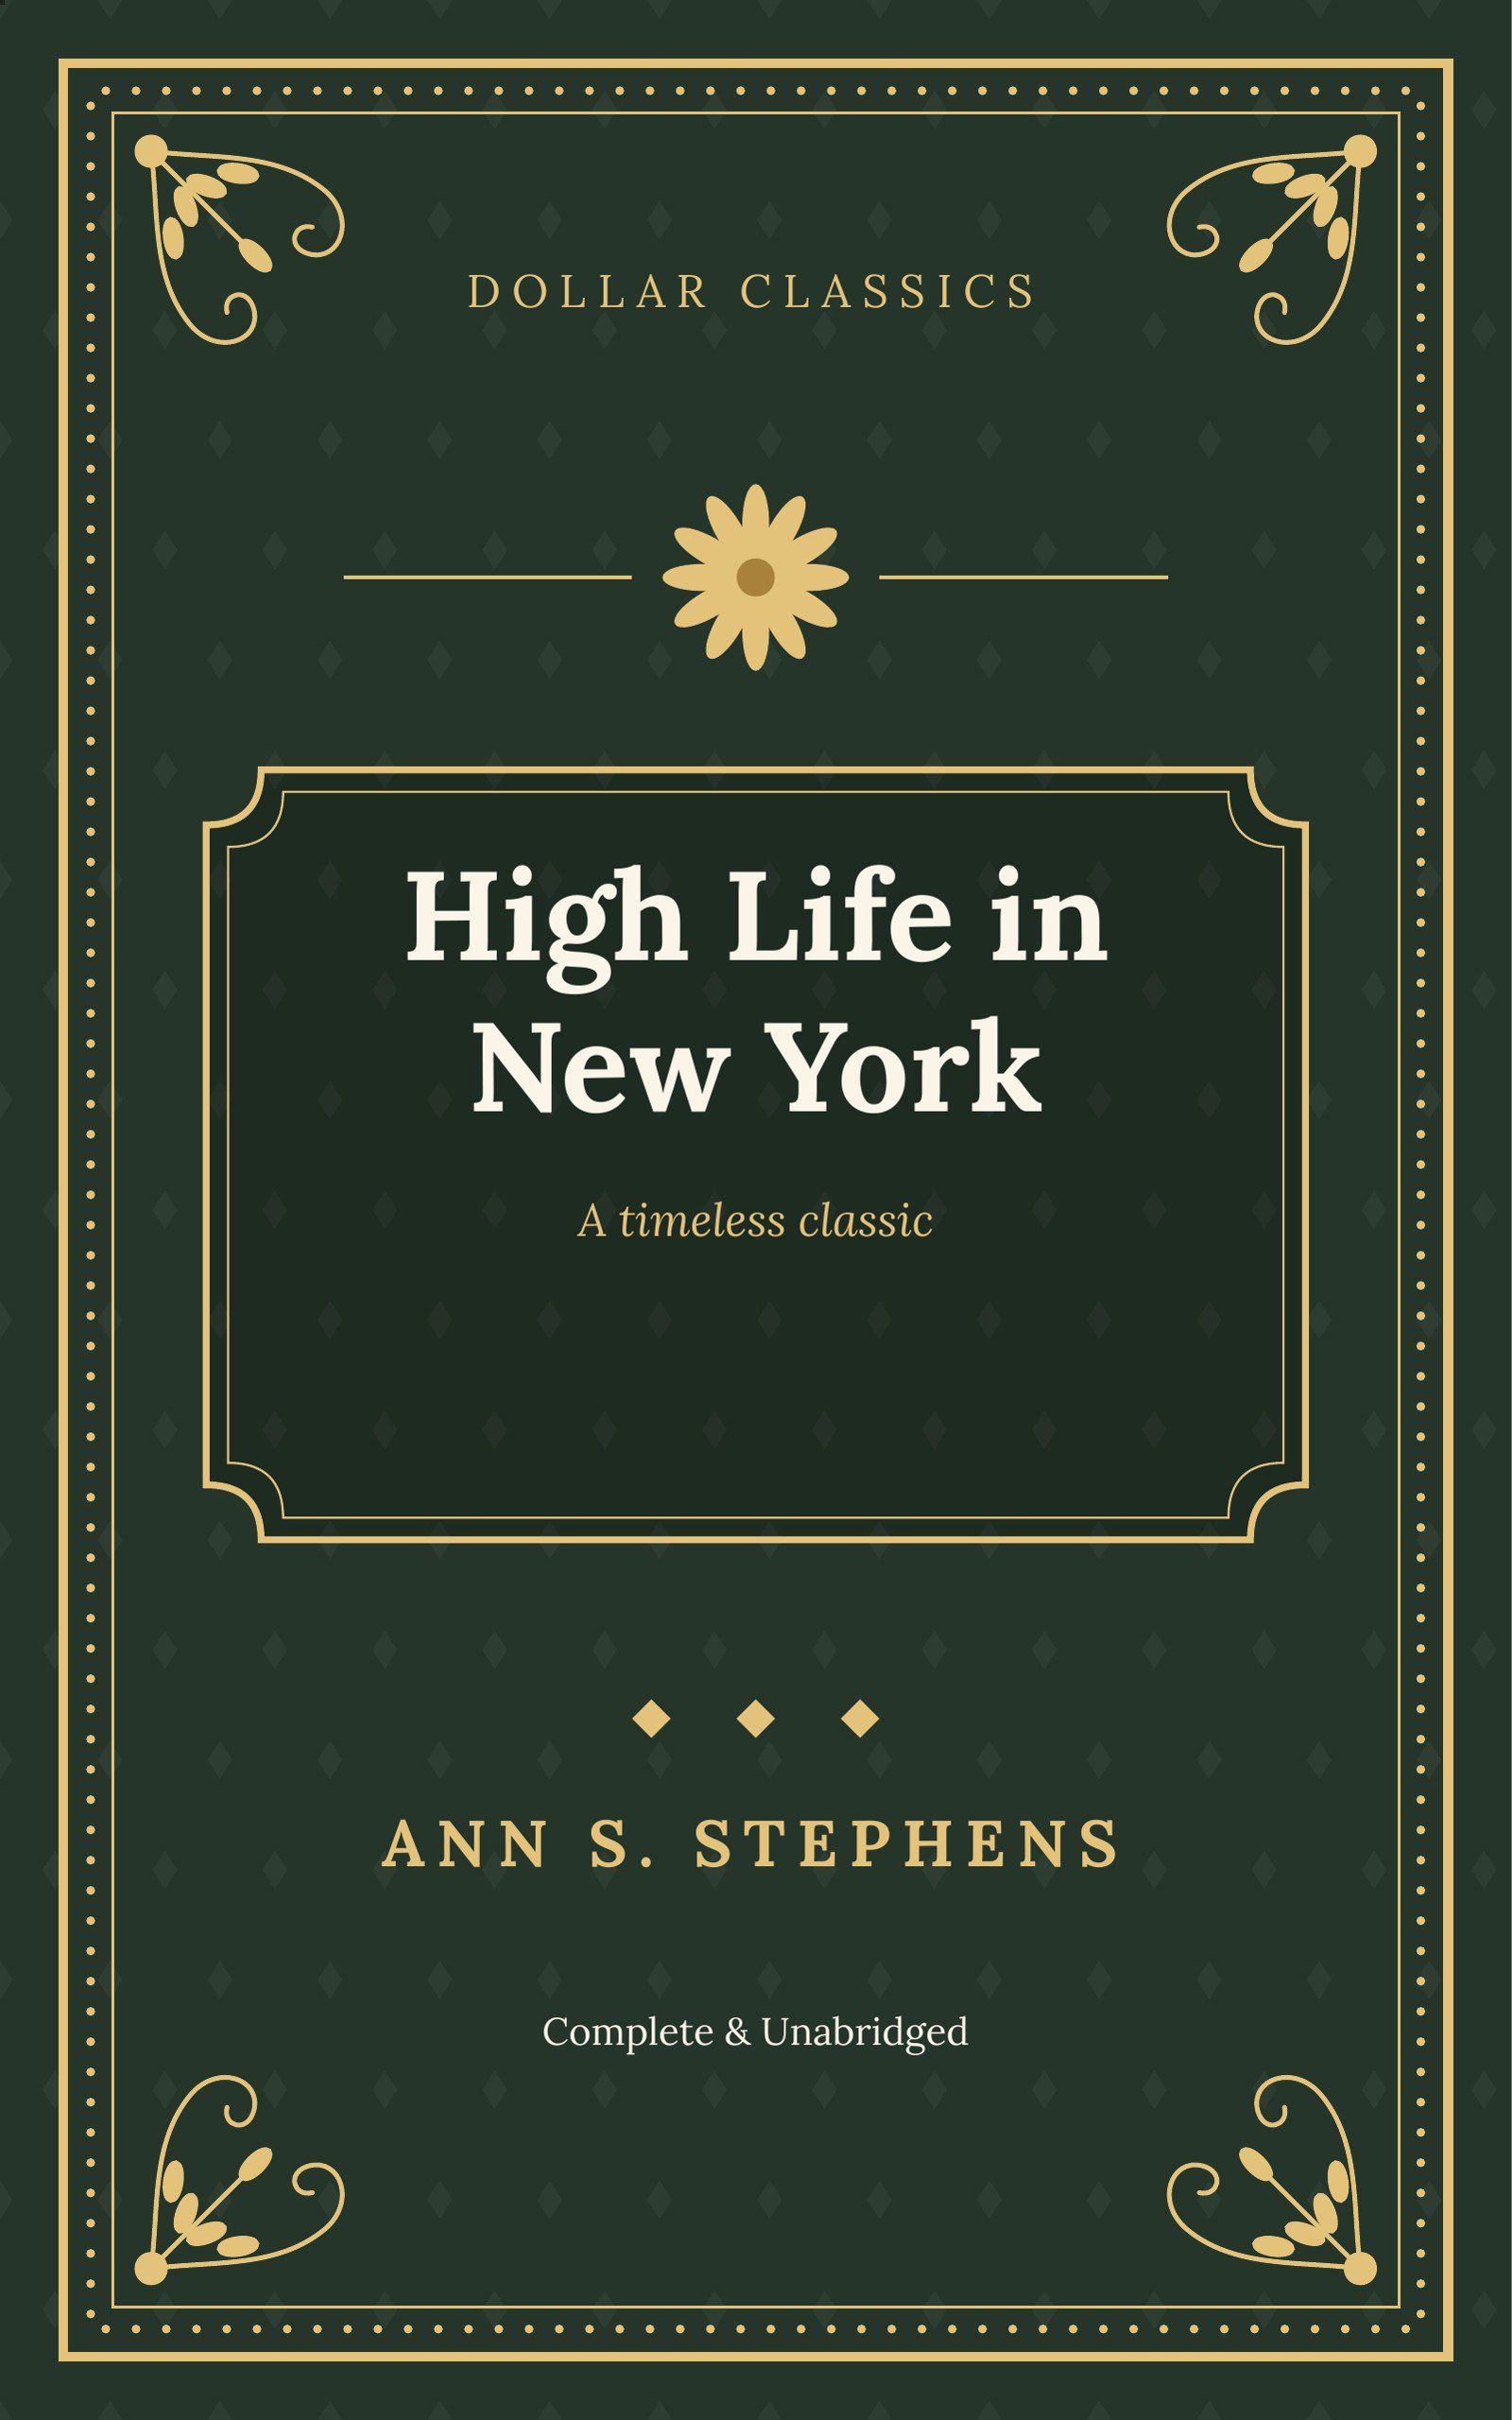 DOLLAR CLASSICS
High Life in
New York
A timeless classic
ANN S. STEPHENS
Complete & Unabridged